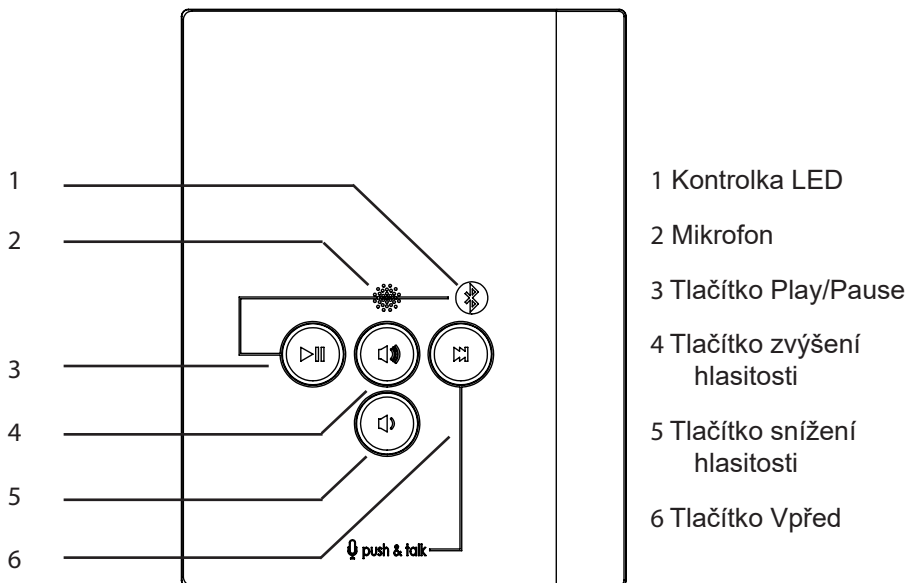 1
2
3
4
5
6
push & talk
1 Kontrolka LED
2 Mikrofon
3 Tlačítko Play/Pause
4 Tlačítko zvýšení
hlasitosti
5 Tlačítko snížení
hlasitosti
6 Tlačítko Vpřed